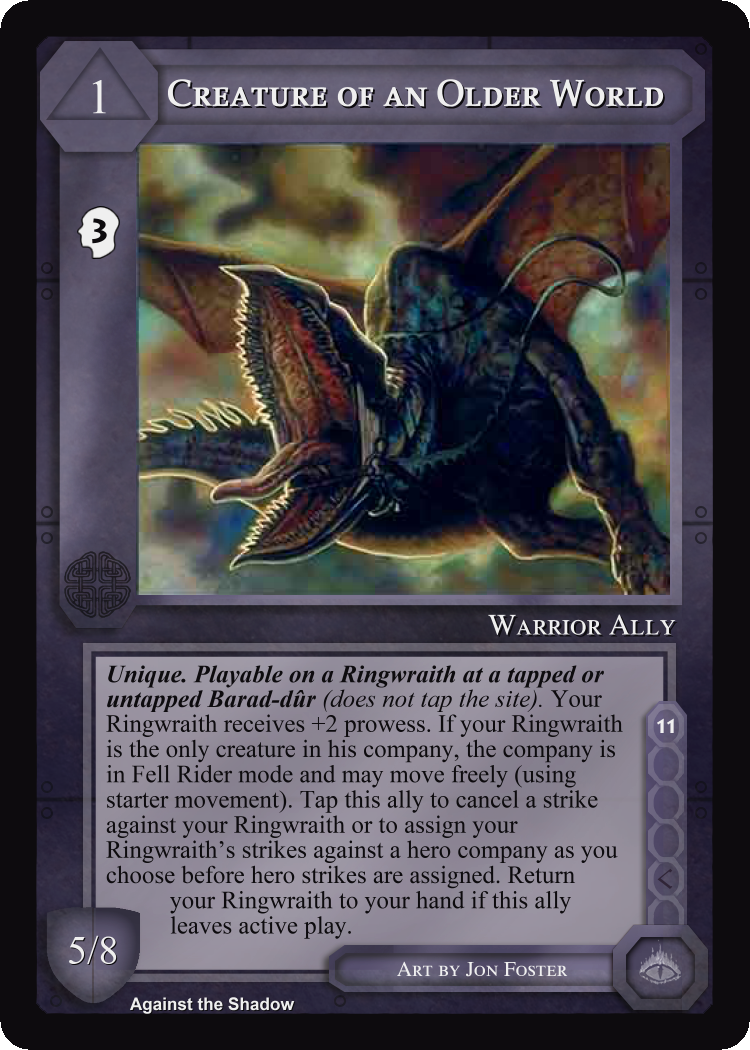 1
Creature of an Older World
3
Warrior Ally
Unique. Playable on a Ringwraith at a tapped or
untapped Barad-dûr (does not tap the site). Your
Ringwraith receives +2 prowess. If your Ringwraith
is the only creature in his company, the company is
in Fell Rider mode and may move freely (using
starter movement). Tap this ally to cancel a strike
against your Ringwraith or to assign your
Ringwraith’s strikes against a hero company as you
choose before hero strikes are assigned. Return
your Ringwraith to your hand if this ally
leaves active play.
11
5/8
Art by Jon Foster
Against the Shadow